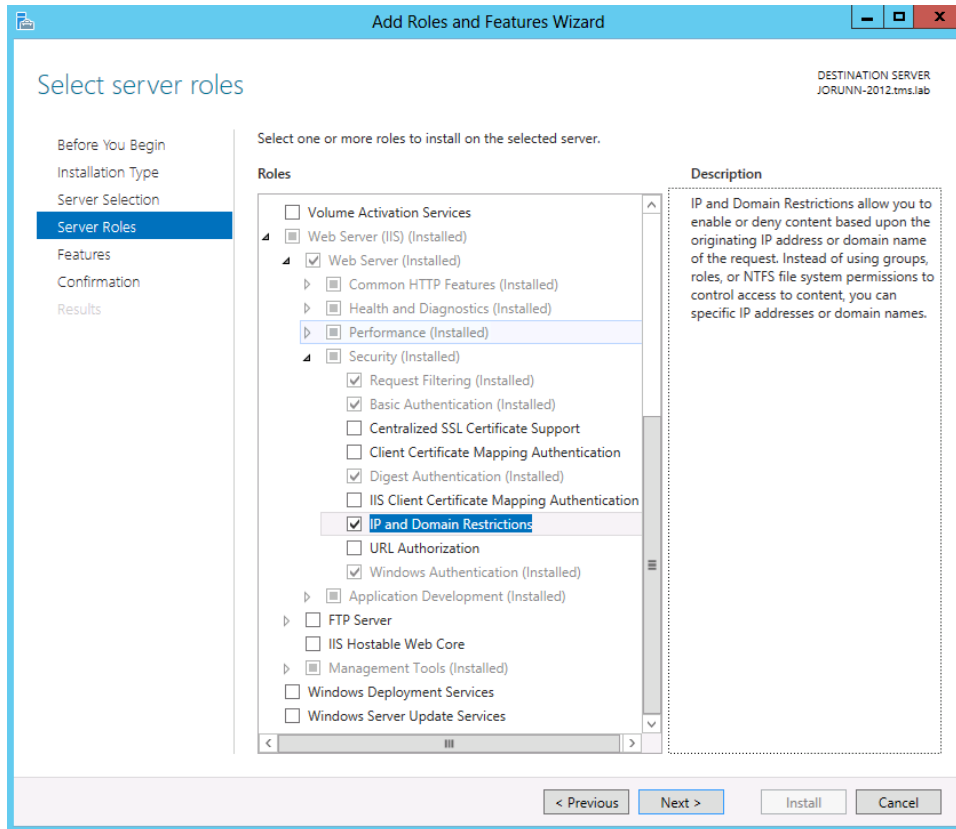 Add Roles and Features Wizard
Select server roles
DESTINATION SERVER
JORUNN-2012.tms.lab
Before You Begin
Installation Type
Server Selection
Server Roles
Features
Confirmation
Results
Select one or more roles to install on the selected server.
Roles
Volume Activation Services
Web Server (IIS) (Installed)
Web Server (Installed)
Common HTTP Features (Installed)
Health and Diagnostics (Installed)
Performance (Installed)
Security (Installed)
Request Filtering (Installed)
Basic Authentication (Installed)
Centralized SSL Certificate Support
Client Certificate Mapping Authentication
Digest Authentication (Installed)
IIS Client Certificate Mapping Authentication
IP and Domain Restrictions
URL Authorization
Windows Authentication (Installed)
Application Development (Installed)
FTP Server
IIS Hostable Web Core
Management Tools (Installed)
Windows Deployment Services
Windows Server Update Services
Description
IP and Domain Restrictions allow you to
enable or deny content based upon the
originating IP address or domain name
of the request. Instead of using groups,
roles, or NTFS file system permissions to
control access to content, you can
specific IP addresses or domain names.
< Previous
Next >
Install
Cancel